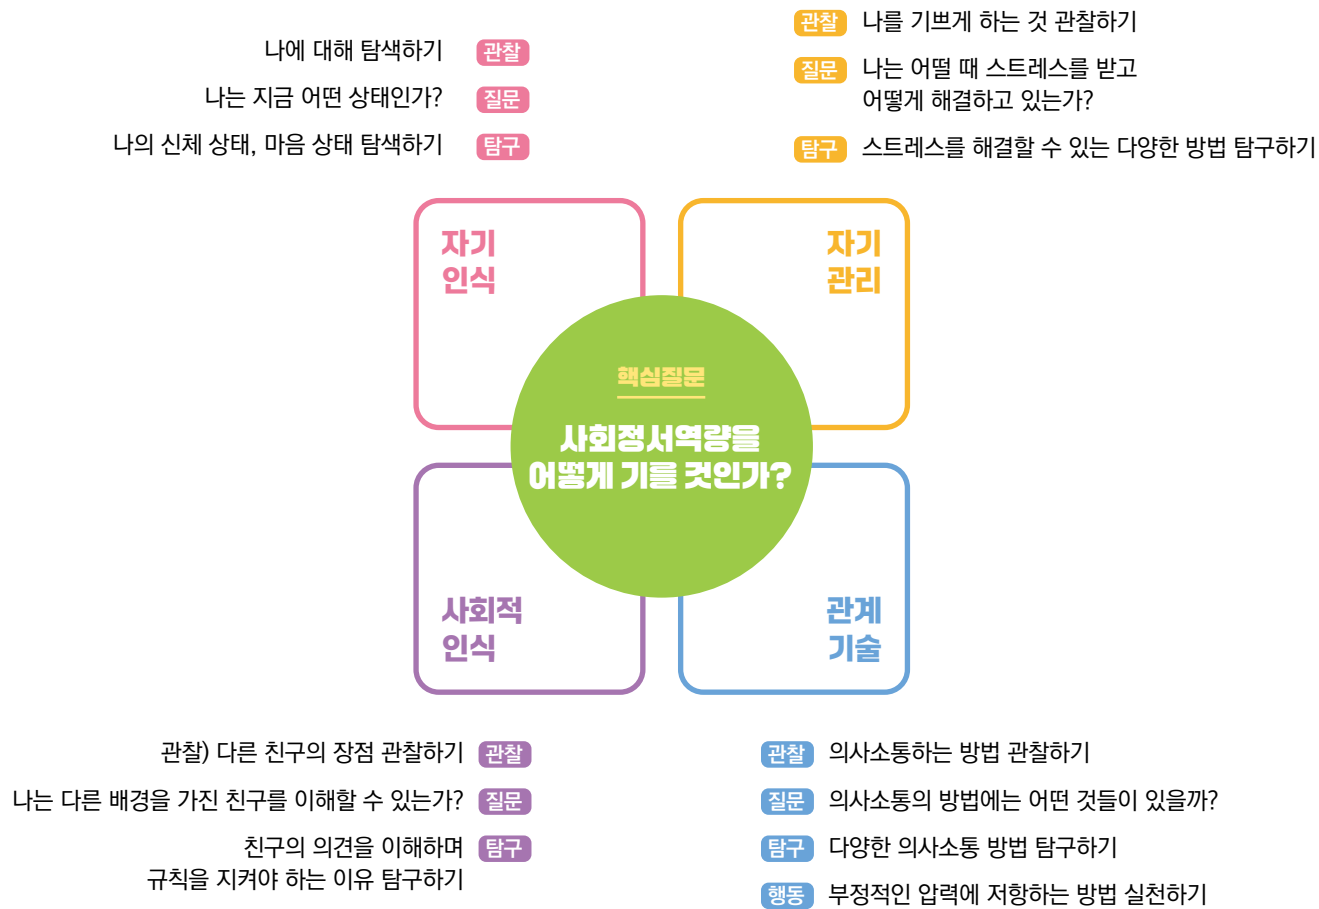 나에 대해 탐색하기 관찰
나는 지금 어떤 상태인가? 질문
나의 신체 상태, 마음 상태 탐색하기 탐구
관찰 나를 기쁘게 하는 것 관찰하기
질문 나는 어떨 때 스트레스를 받고
어떻게 해결하고 있는가?
탐구 스트레스를 해결할 수 있는 다양한 방법 탐구하기
자기
인식
자기
관리
핵심질문
사회정서역량을
어떻게 기를 것인가?
사회적
인식
관계
기술
관찰) 다른 친구의 장점 관찰하기 관찰
나는 다른 배경을 가진 친구를 이해할 수 있는가? 질문
친구의 의견을 이해하며 탐구
규칙을 지켜야 하는 이유 탐구하기
관찰 의사소통하는 방법 관찰하기
질문 의사소통의 방법에는 어떤 것들이 있을까?
탐구 다양한 의사소통 방법 탐구하기
행동 부정적인 압력에 저항하는 방법 실천하기